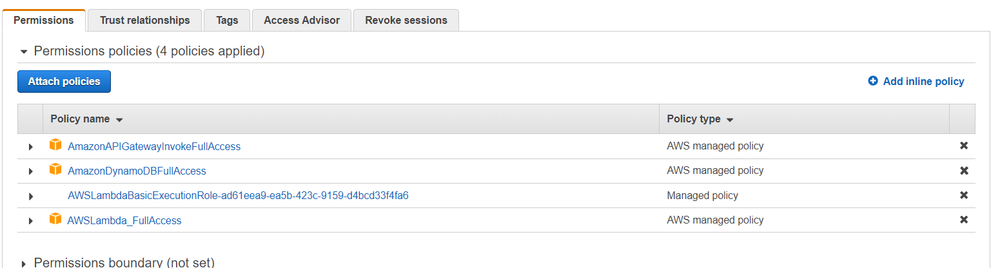 Permissions Trust relationships Tags Access Advisor Revoke sessions
Permissions policies (4 policies applied)
Attach policies Add inline policy
Policy name Policy type
AmazonAPIGatewayInvokeFullAccess AWS managed policy
AmazonDynamoDBFullAccess AWS managed policy
AWSLambdaBasicExecutionRole-ad61eea9-ea5b-423c-9159-d4bcd33f4fa6 Managed policy
AWSLambda_FullAccess AWS managed policy
Permissions boundary (not set)